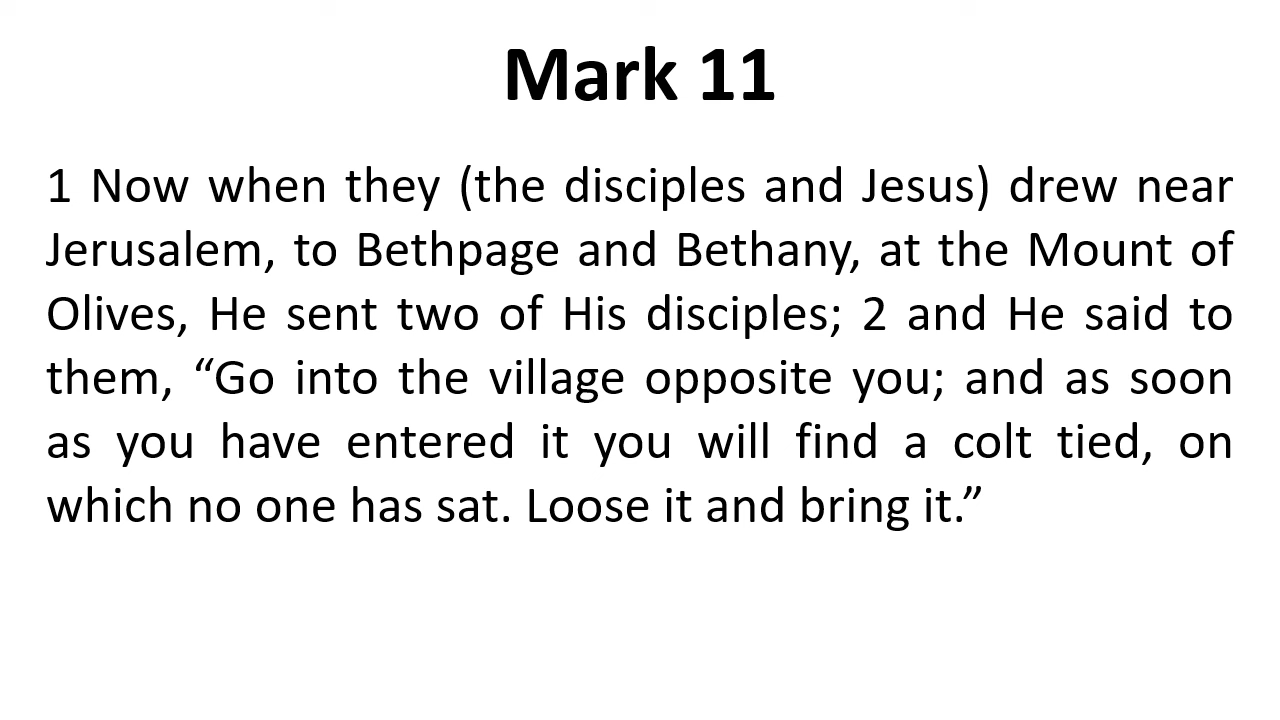 Mark 11
1 Now when they (the disciples and Jesus) drew near
Jerusalem, to Bethpage and Bethany, at the Mount of
Olives, He sent two of His disciples; 2 and He said to
them, “Go into the village opposite you; and as soon
as you have entered it you will find a colt tied, on
which no one has sat. Loose it and bring it.”